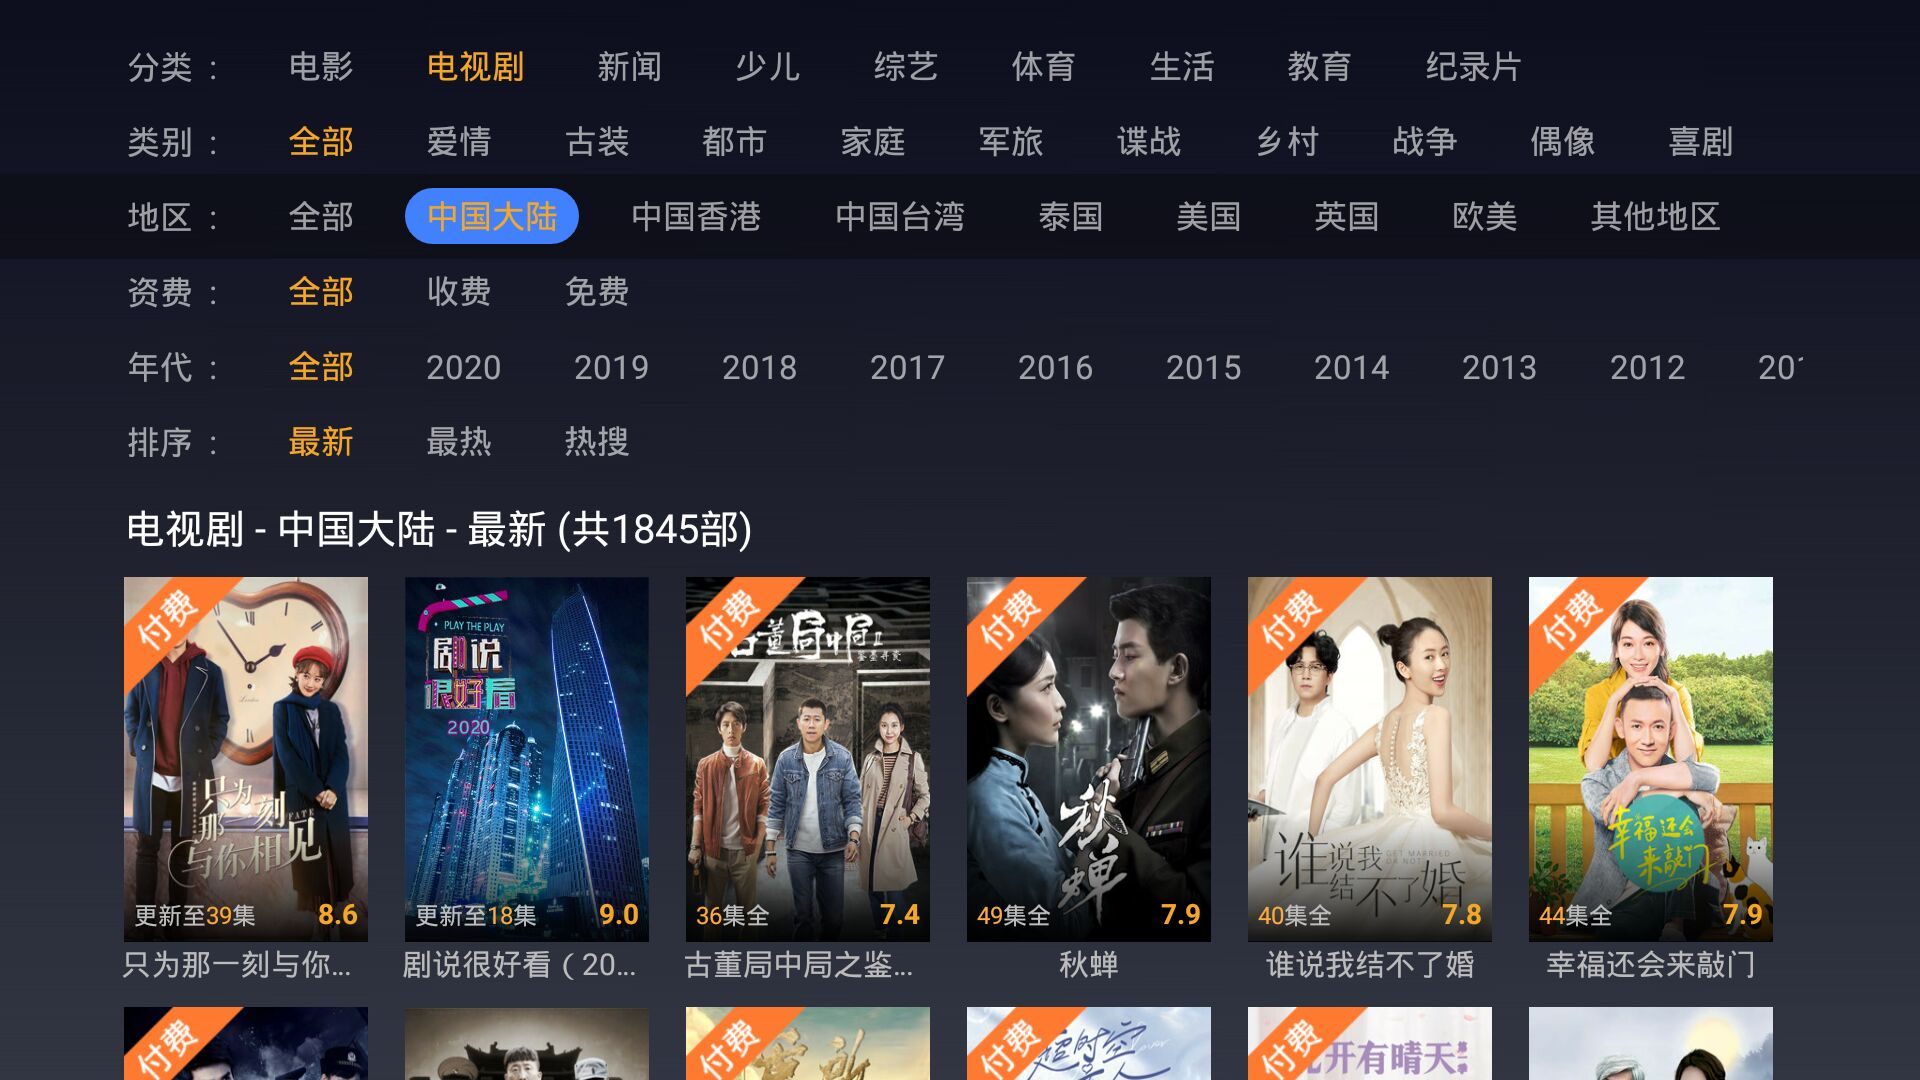 分类 : 电影 电视剧 新闻 少儿 综艺 体育 生活 教育 纪录片
类别 : 全部 爱情 古装 都市 家庭 军旅 谍战 乡村 战争 偶像 喜剧
地区 : 全部 中国大陆 中国香港 中国台湾 泰国 美国 英国 欧美 其他地区
资费 : 全部 收费 免费
年代 : 全部 2020 2019 2018 2017 2016 2015 2014 2013 2012
排序 : 最新 最热 热搜
电视剧 - 中国大陆 - 最新 (共1845部)
付费
只为
那一刻
FATE
与你相见
更新至39集 8.6
只为那一刻与你...
PLAY THE PLAY
剧说
很好看
2020
更新至18集 9.0
剧说很好看（20...
付费
古董局中局II
36集全 7.4
古董局中局之鉴...
付费
秋蝉
49集全 7.9
秋蝉
付费
谁说我
结不了婚
GET MARRIED
OR NOT
40集全 7.8
谁说我结不了婚
付费
幸福还会
来敲门
44集全 7.9
幸福还会来敲门
付费
付费
付费
超时空
付费
开有晴天